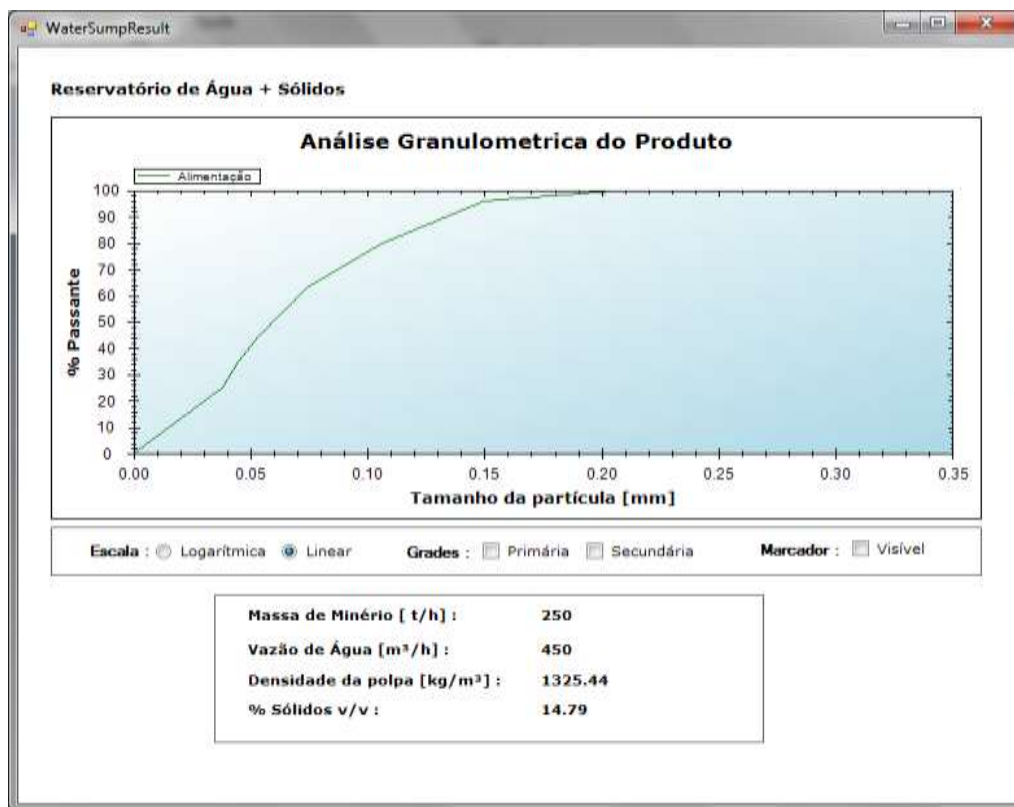 WaterSumpResult
Reservatório de Água + Sólidos
Análise Granulometrica do Produto
Alimentação
100
90
80
70
60
50
40
30
20
10
0
% Passante
0.00 0.05 0.10 0.15 0.20 0.25 0.30 0.35
Tamanho da partícula [mm]
Escala : Logarítmica Linear Grades : Primária Secundária Marcador : Visível
Massa de Minério [ t/h] : 250
Vazão de Água [m³/h] : 450
Densidade da polpa [kg/m³] : 1325.44
% Sólidos v/v : 14.79